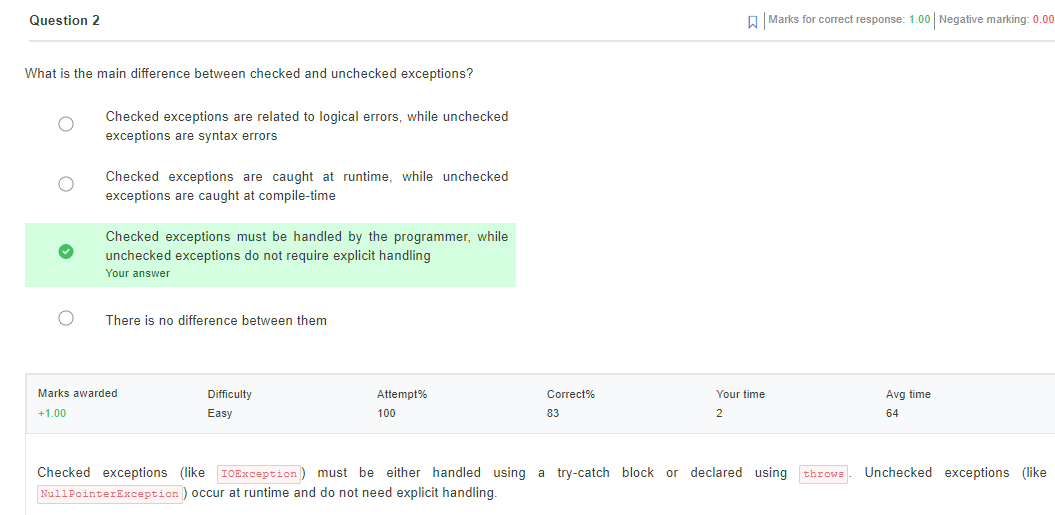 Question 2
Marks for correct response: 1.00 Negative marking: 0.00
What is the main difference between checked and unchecked exceptions?
Checked exceptions are related to logical errors, while unchecked
exceptions are syntax errors
Checked exceptions are caught at runtime, while unchecked
exceptions are caught at compile-time
Checked exceptions must be handled by the programmer, while
unchecked exceptions do not require explicit handling
Your answer
There is no difference between them
Marks awarded Difficulty Attempt% Correct% Your time Avg time
+1.00 Easy 100 83 2 64
Checked exceptions (like IOException) must be either handled using a try-catch block or declared using throws. Unchecked exceptions (like
NullPointerException) occur at runtime and do not need explicit handling.